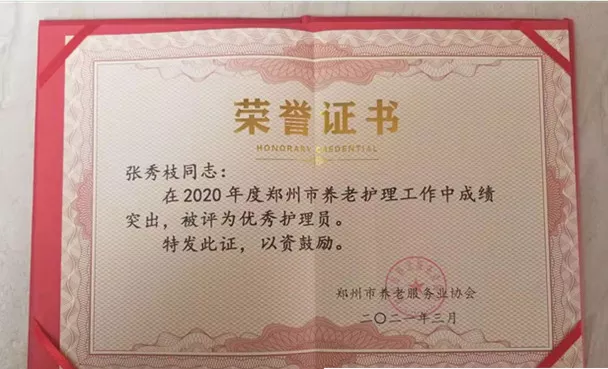 荣誉证书
HONORARY CREDENTIAL
张秀枝同志：
在2020年度郑州市养老护理工作中成绩
突出，被评为优秀护理员。
特发此证，以资鼓励。
郑州市养老服务业协会
二〇二一年三月